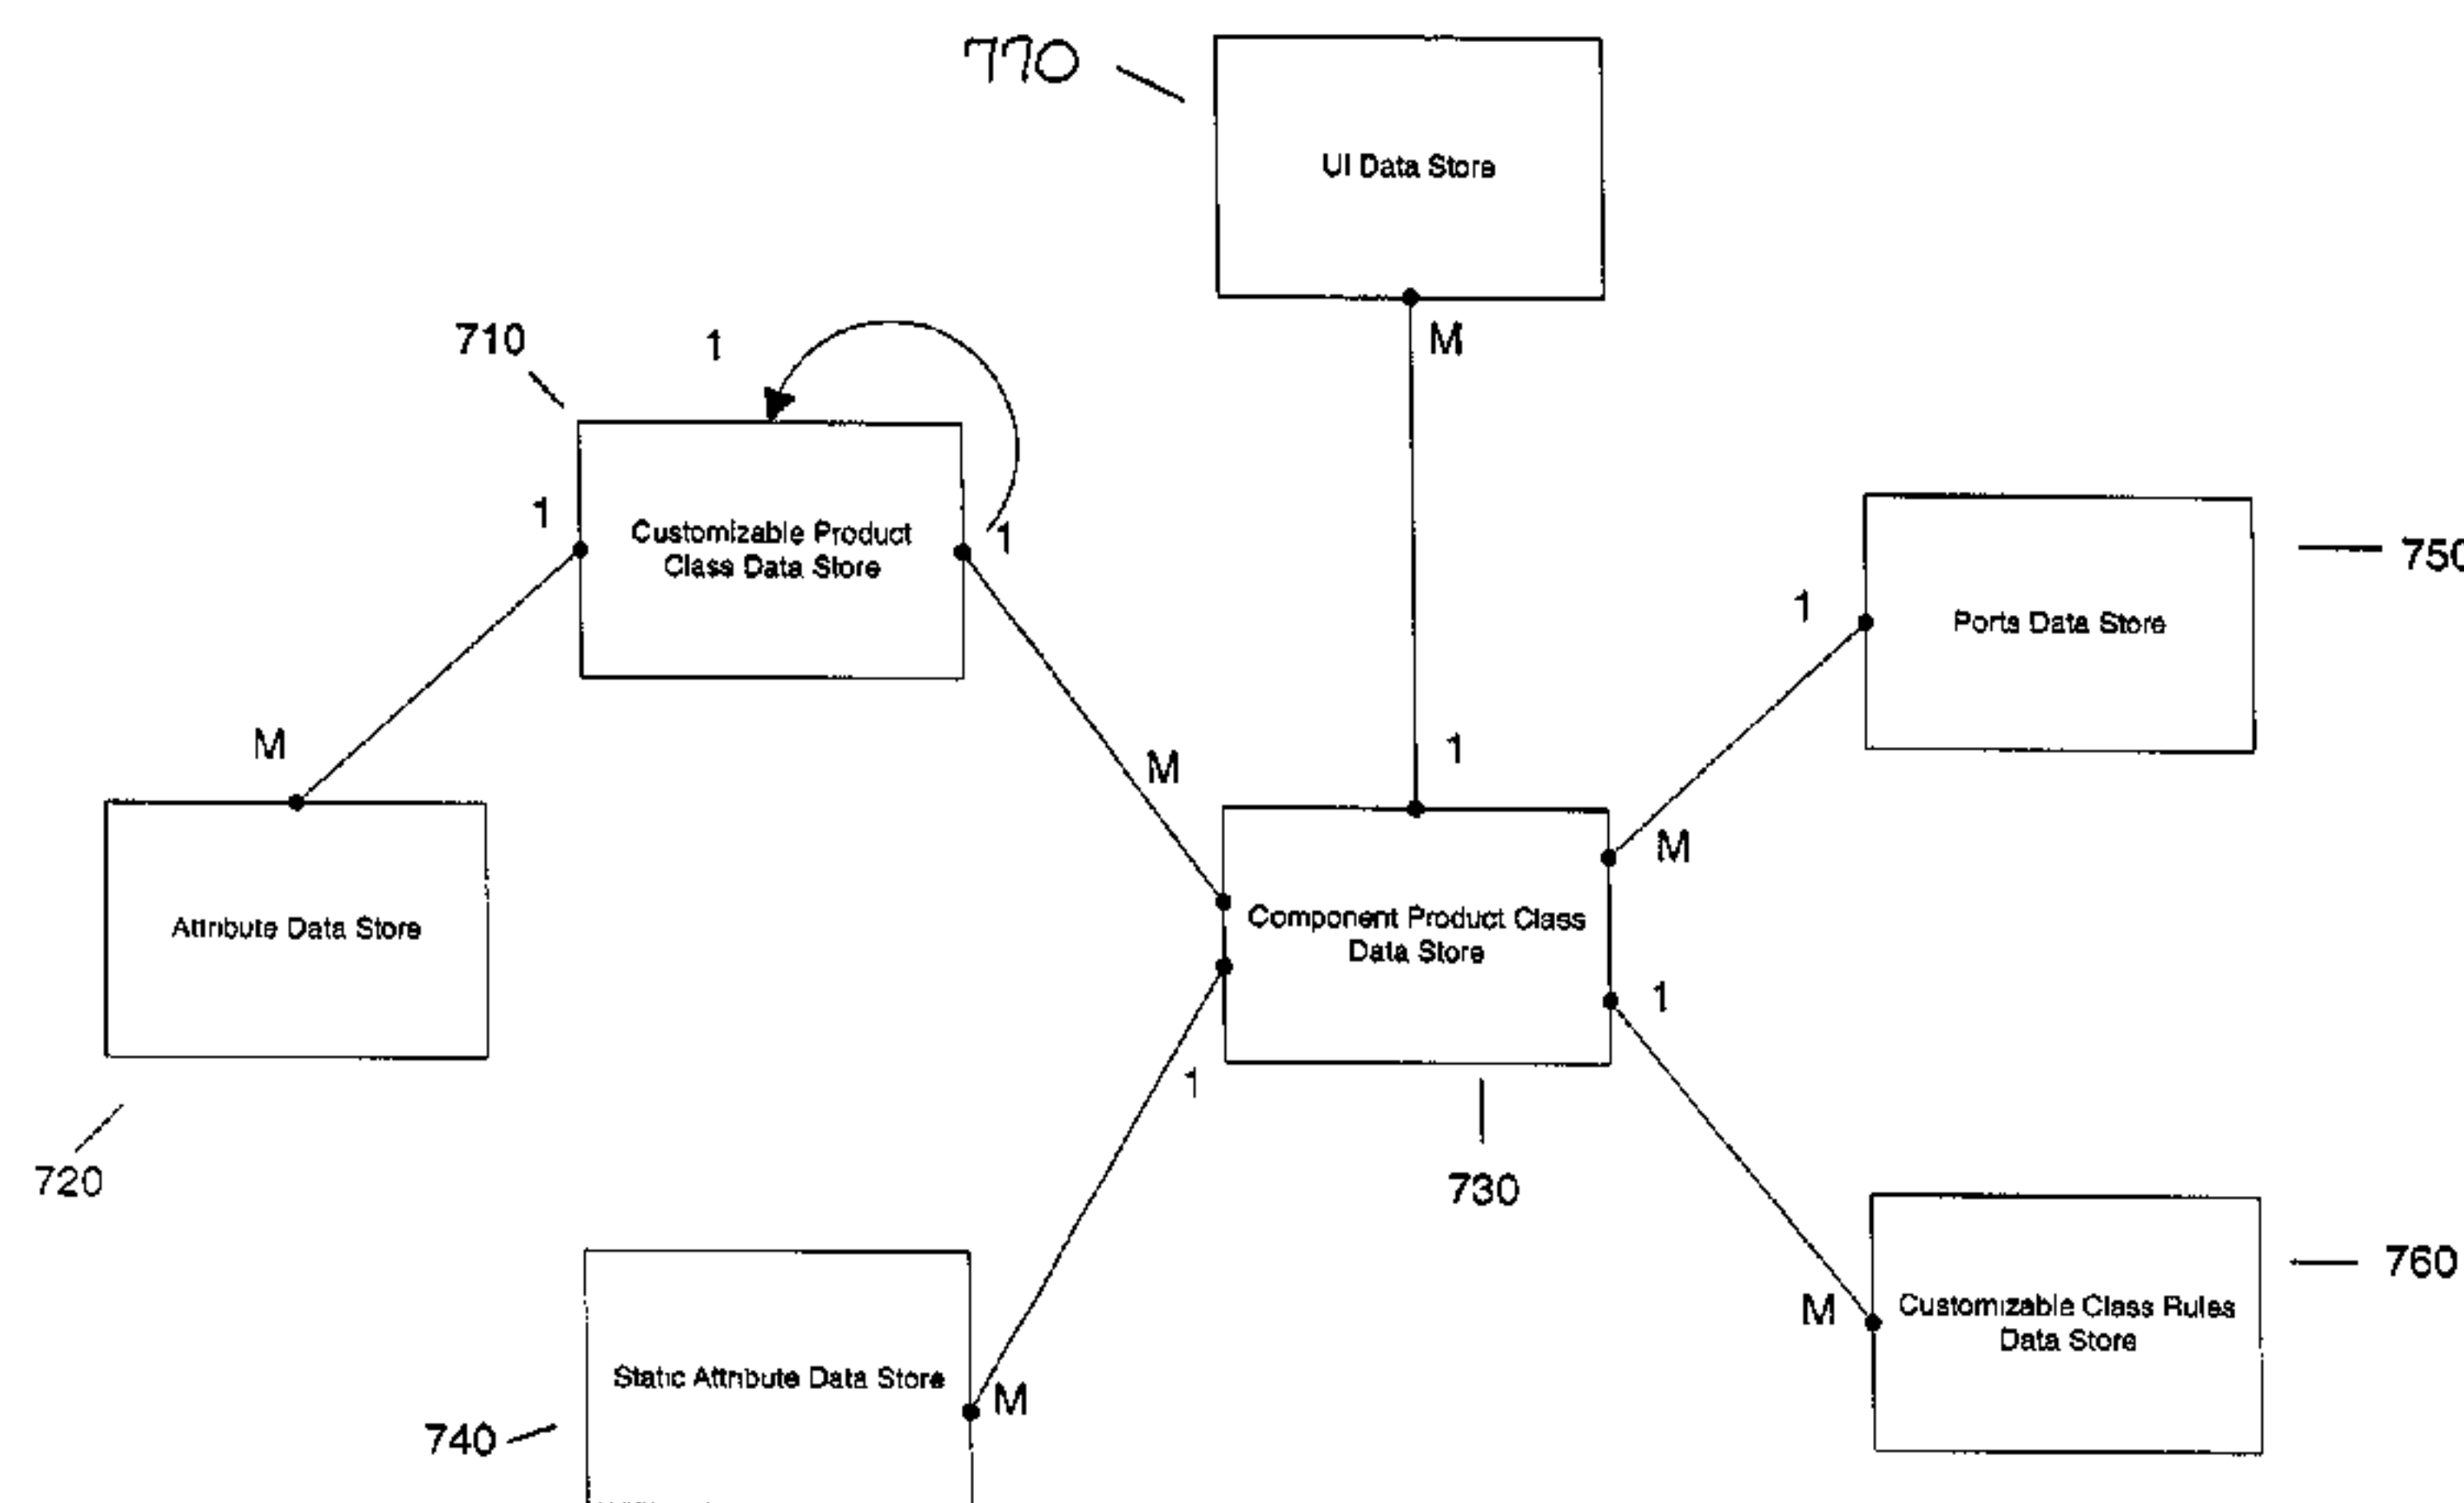 770
UI Data Store
M
710
1
1
Customizable Product
Class Data Store
1
750
1
Ports Data Store
M
M
1
M
Attribute Data Store
Component Product Class
Data Store
1
1
720
730
760
M
Customizable Class Rules
Data Store
Static Attribute Data Store
M
740